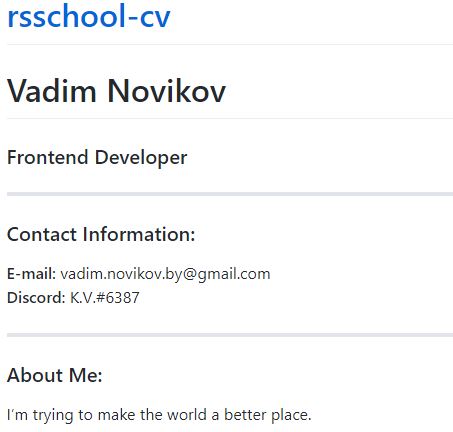 rsschool-cv
Vadim Novikov
Frontend Developer
Contact Information:
E-mail: vadim.novikov.by@gmail.com
Discord: K.V.#6387
About Me:
I'm trying to make the world a better place.